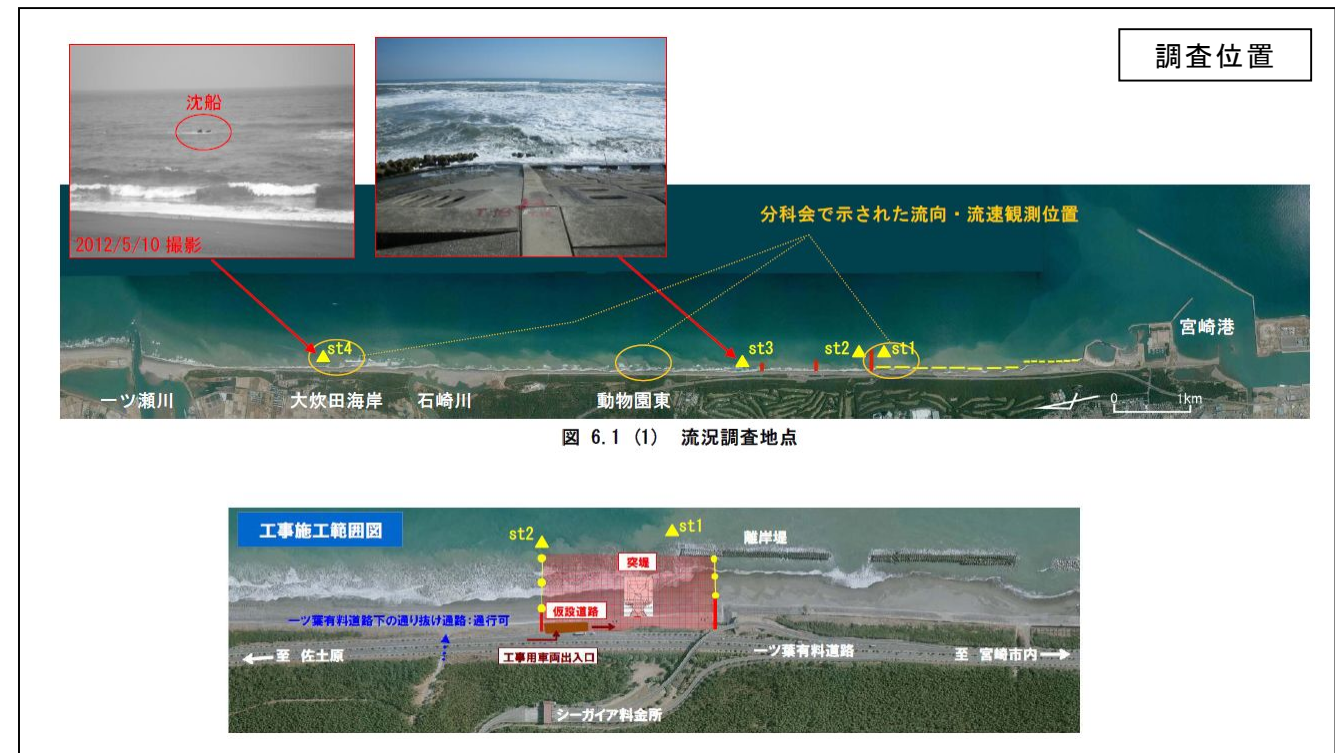 調査位置
沈船
2012/5/10 撮影
分科会で示された流向・流速観測位置
宮崎港
st4
st3
st2
st1
一ツ瀬川
大炊田海岸
石崎川
動物園東
0
1km
図 6.1 (1) 流況調査地点
工事施工範囲図
st2
st1
離岸堤
突堤
仮設道路
一ツ葉有料道路下の通り抜け通路:通行可
至 佐土原
工事用車両出入口
一ツ葉有料道路
至 宮崎市内
シーガイア料金所